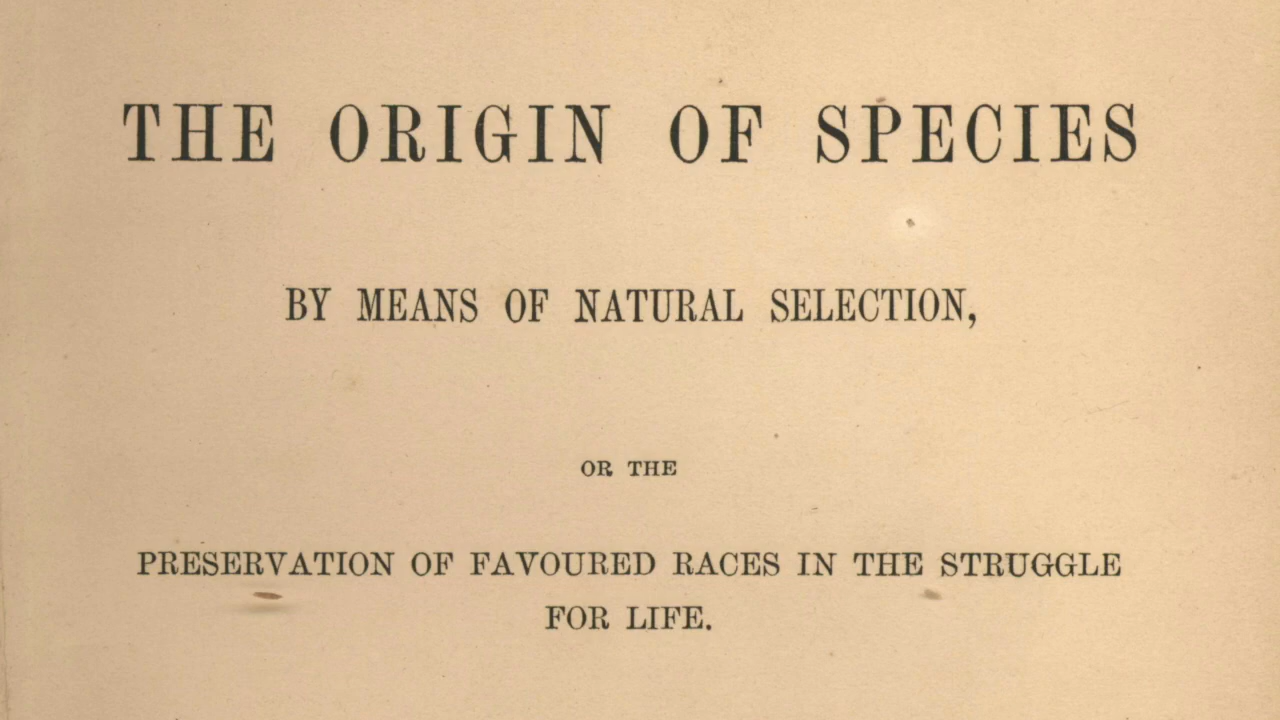 THE ORIGIN OF SPECIES
BY MEANS OF NATURAL SELECTION,
OR THE
PRESERVATION OF FAVOURED RACES IN THE STRUGGLE
FOR LIFE.